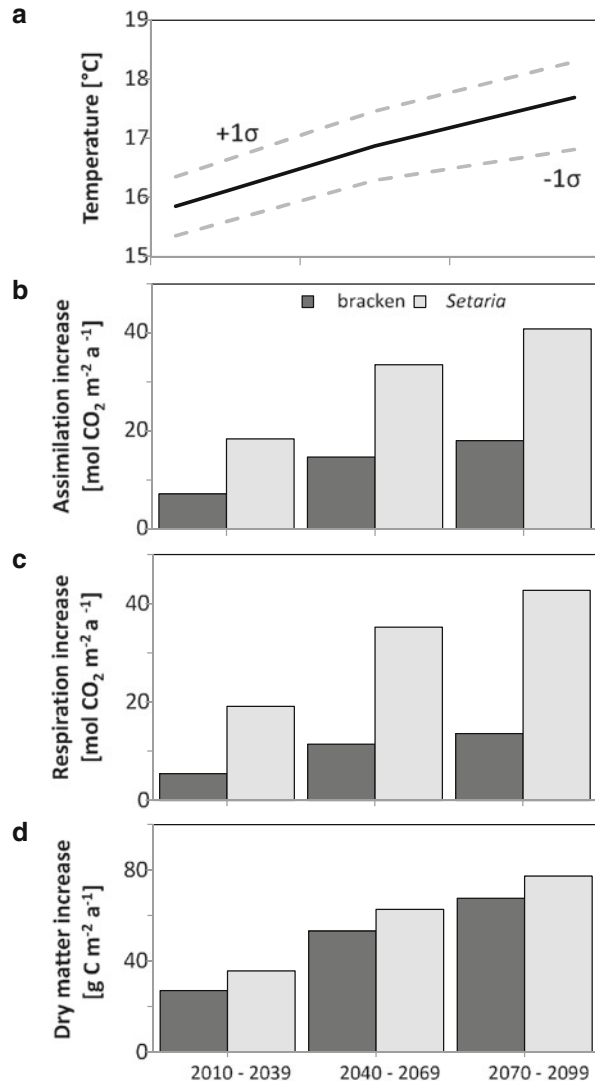 a
Temperature [°C]
19
18
17
16
15
+1σ
-1σ
b
Assimilation increase
[mol CO₂ m⁻² a⁻¹]
bracken
Setaria
40
20
0
c
Respiration increase
[mol CO₂ m⁻² a⁻¹]
40
20
0
d
Dry matter increase
[g C m⁻² a⁻¹]
80
40
0
2010 - 2039
2040 - 2069
2070 - 2099